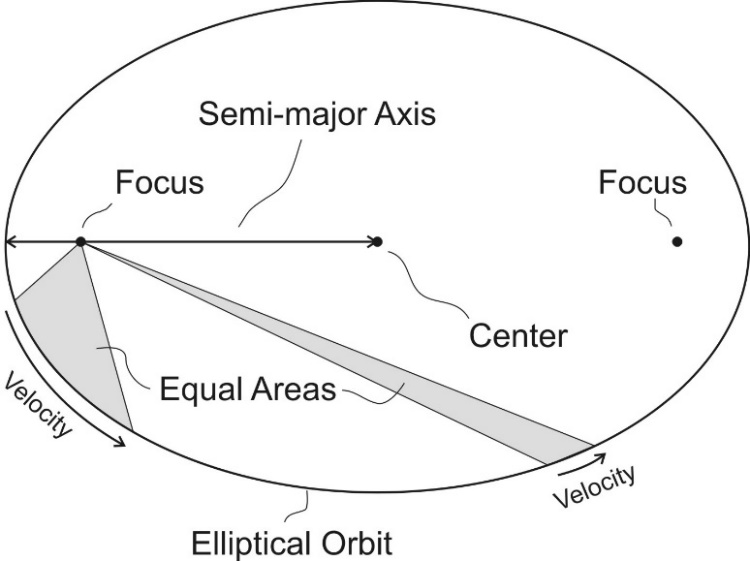 Semi-major Axis
Focus
Focus
Center
Equal Areas
Velocity
Velocity
Elliptical Orbit